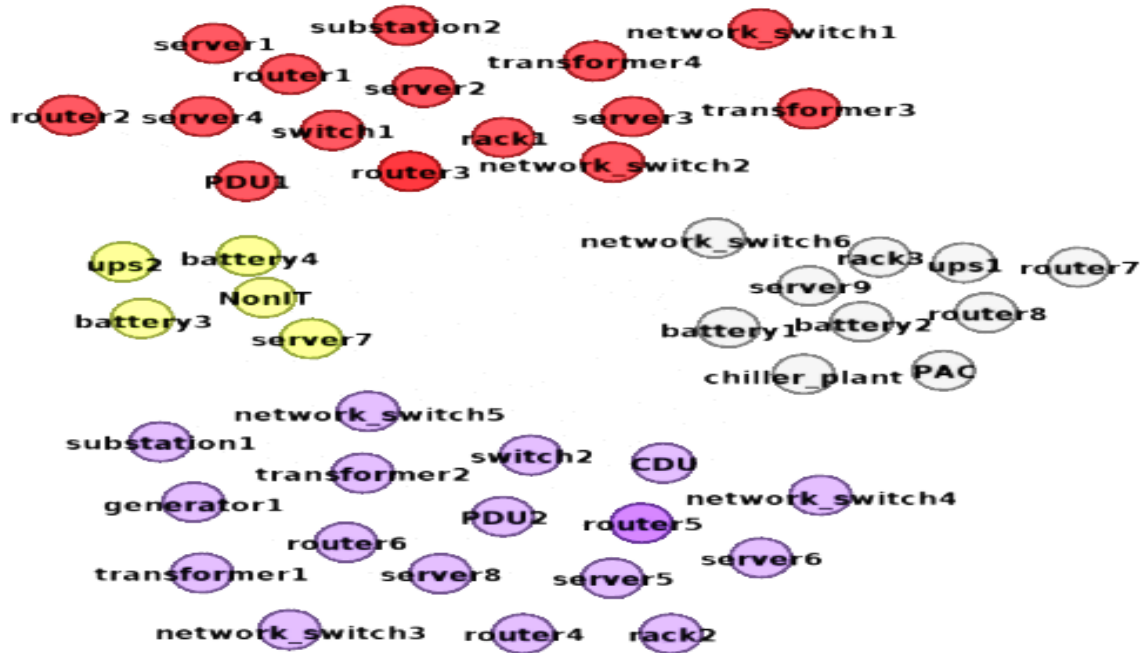 substation2
network_switch1
server1
transformer4
router1
server2
router2
server4
switch1
rack1
server3
transformer3
PDU1
router3
network_switch2
ups2
battery4
NonIT
battery3
server7
network_switch6
rack3
ups1
router7
server9
battery1
battery2
router8
chiller_plant
PAC
network_switch5
substation1
transformer2
switch2
CDU
generator1
PDU2
router5
network_switch4
router6
transformer1
server8
server5
server6
network_switch3
router4
rack2